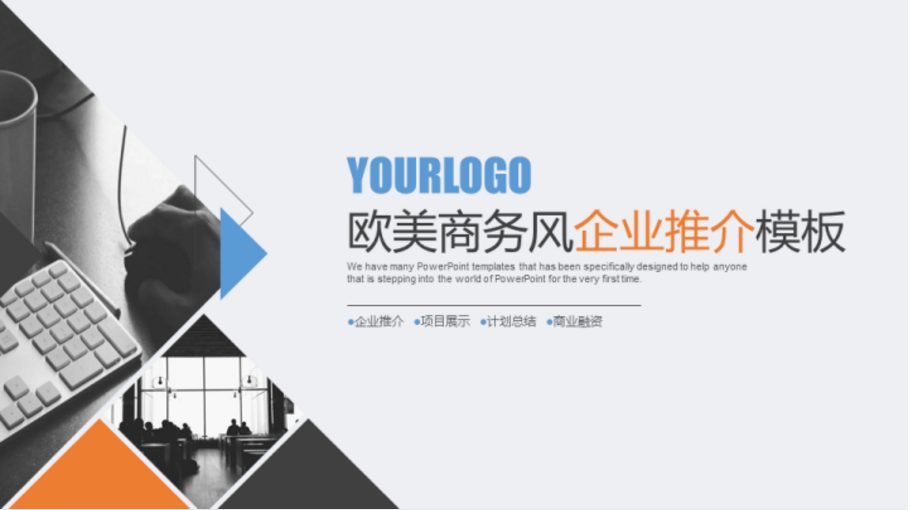 YOURLOGO
欧美商务风企业推介模板
We have many PowerPoint templates that has been specifically designed to help anyone
that is stepping into the world of PowerPoint for the very first time.
●企业推介 ●项目展示 ●计划总结 ●商业融资